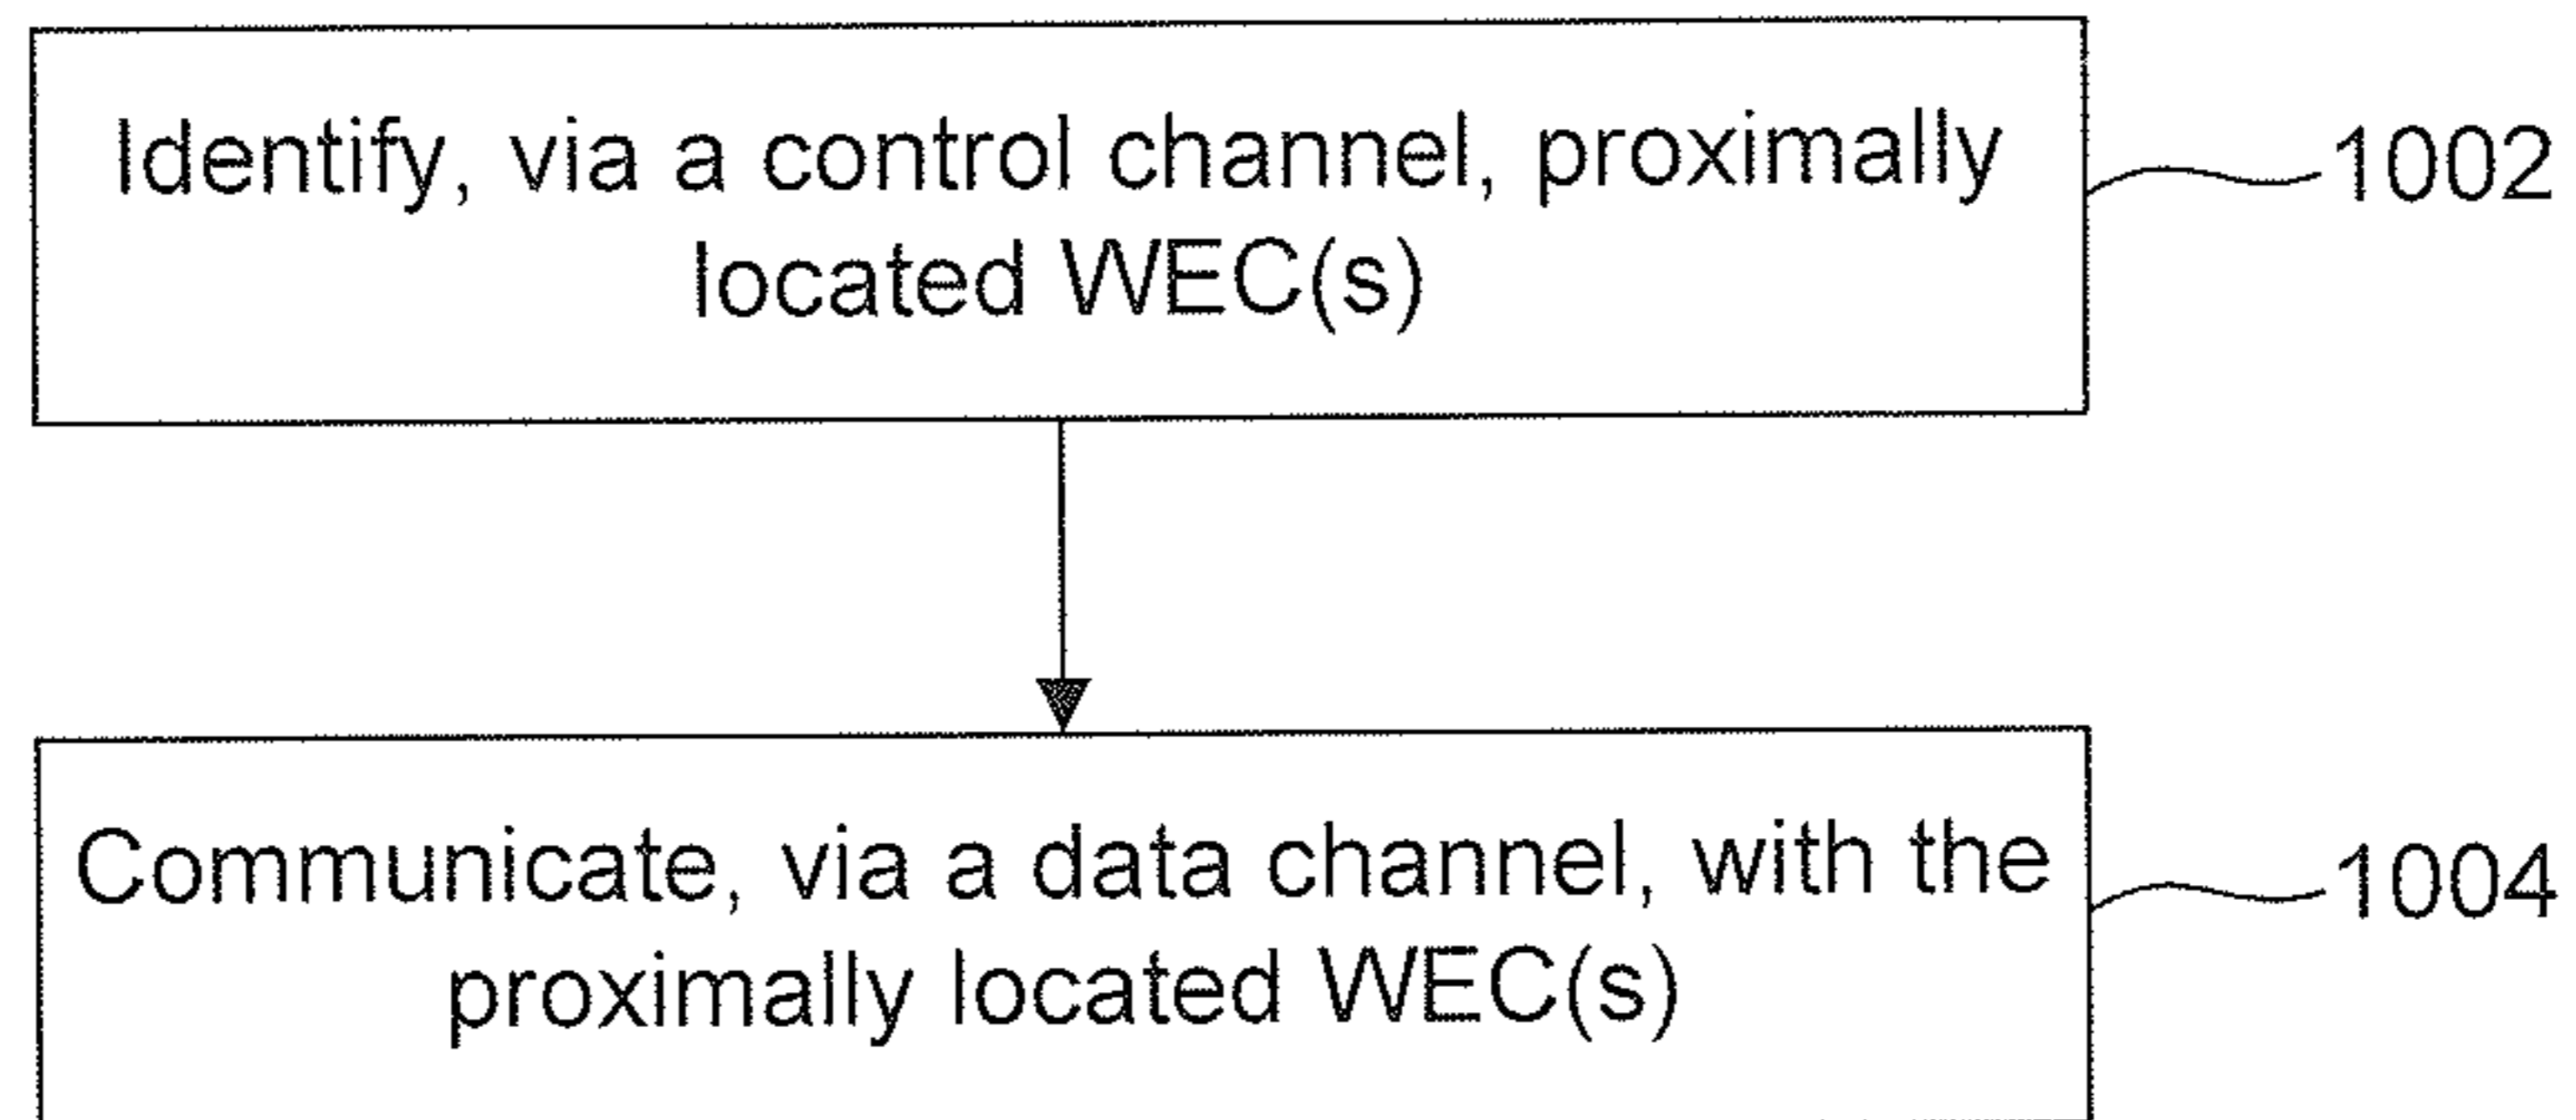 Identify, via a control channel, proximally
located WEC(s)
1002
Communicate, via a data channel, with the
proximally located WEC(s)
1004